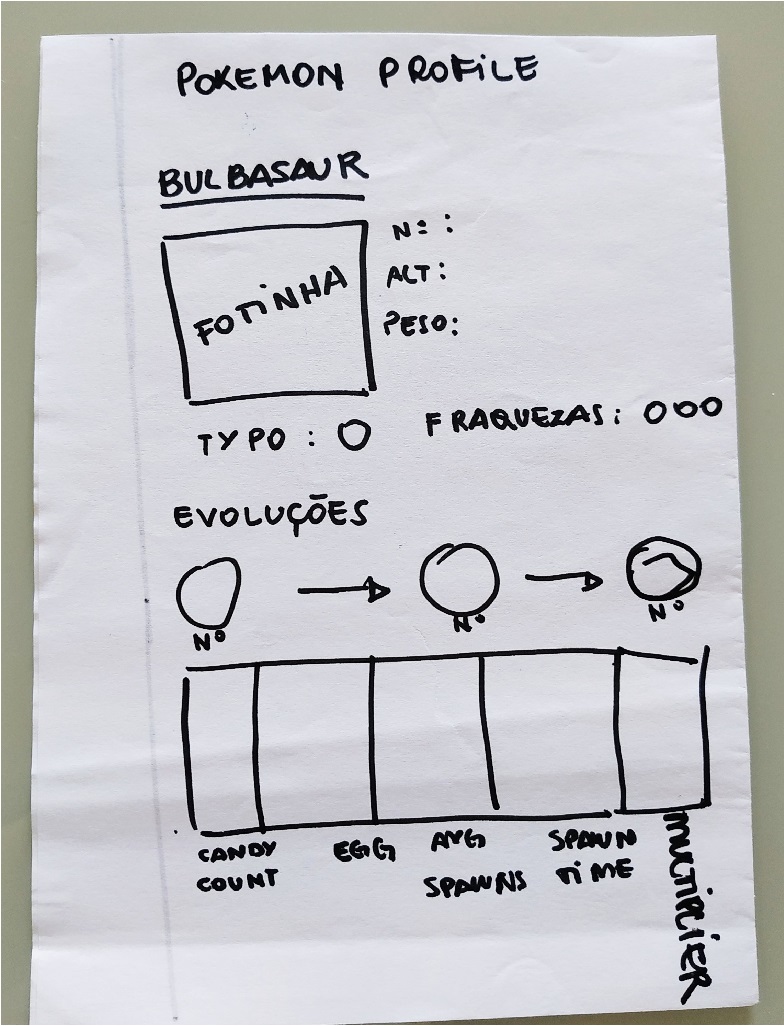 POKEMON PROFILE
BULBASAUR
FOTINHA
Nº:
ALT:
PESO:
TYPO: O
FRAQUEZAS: OOO
EVOLUÇÕES
Nº
Nº
Nº
CANDY
COUNT
EGG
AVG
SPAWNS
SPAWN
TIME
MULTIPLIER